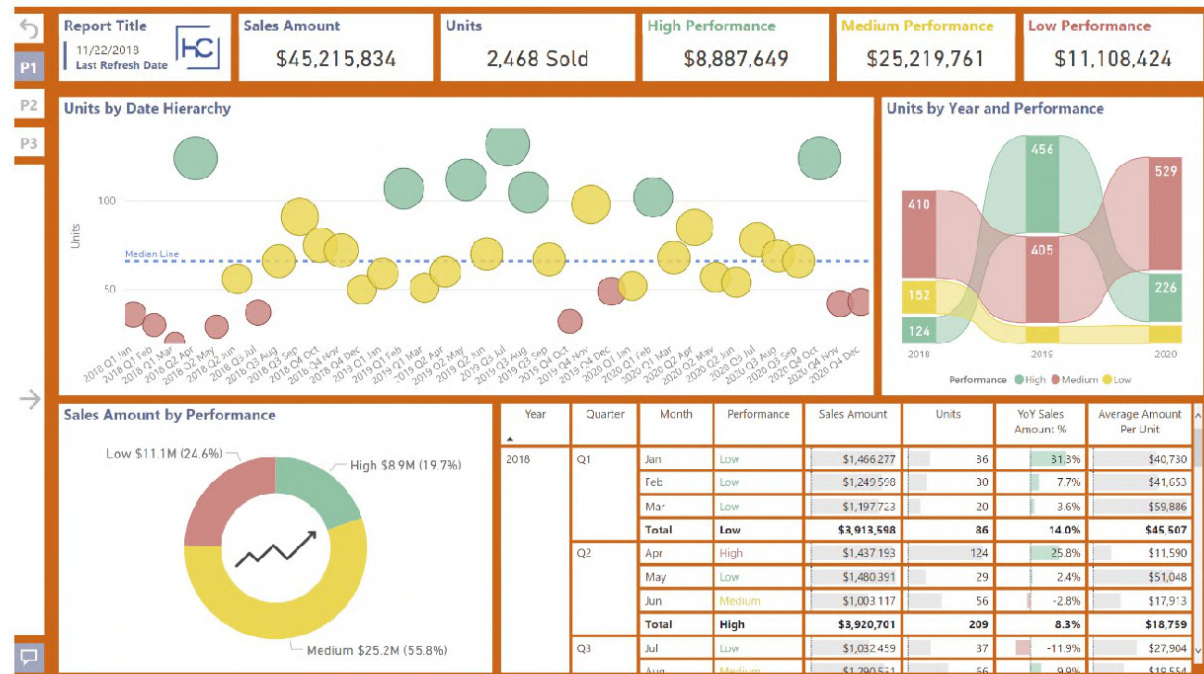 Report Title
11/22/2018
Last Refresh Date
HC
Sales Amount
$45,215,834
Units
2,468 Sold
High Performance
$8,887,649
Medium Performance
$25,219,761
Low Performance
$11,108,424
P1
P2
P3
Units by Date Hierarchy
Units
100
50
Median Line
2018 Q1 Jan
2018 Q1 Feb
2018 Q1 Mar
2018 Q2 Apr
2018 Q2 May
2018 Q2 Jun
2018 Q3 Jul
2018 Q3 Aug
2018 Q3 Sep
2018 Q4 Oct
2018 Q4 Nov
2018 Q4 Dec
2019 Q1 Jan
2019 Q1 Feb
2019 Q1 Mar
2019 Q2 Apr
2019 Q2 May
2019 Q2 Jun
2019 Q3 Jul
2019 Q3 Aug
2019 Q3 Sep
2019 Q4 Oct
2019 Q4 Nov
2019 Q4 Dec
2020 Q1 Jan
2020 Q1 Feb
2020 Q1 Mar
2020 Q2 Apr
2020 Q2 May
2020 Q2 Jun
2020 Q3 Jul
2020 Q3 Aug
2020 Q3 Sep
2020 Q4 Oct
2020 Q4 Nov
2020 Q4 Dec
Units by Year and Performance
456
529
410
405
152
226
124
2018
2019
2020
Performance High Medium Low
Sales Amount by Performance
Low $11.1M (24.6%)
High $8.9M (19.7%)
Medium $25.2M (55.8%)
Year Quarter Month Performance Sales Amount Units YoY Sales Amount % Average Amount Per Unit
2018 Q1 Jan Low $1,466,277 36 31.3% $40,730
Feb Low $1,249,598 30 7.7% $41,653
Mar Low $1,197,723 20 3.6% $59,886
Total Low $3,913,598 86 14.0% $45,507
Q2 Apr High $1,437,193 124 25.8% $11,590
May Low $1,480,391 29 2.4% $51,048
Jun Medium $1,003,117 56 -2.8% $17,913
Total High $3,920,701 209 8.3% $18,759
Q3 Jul Low $1,032,459 37 -11.9% $27,904
Aug Medium $1,290,531 66 9.9% $19,554